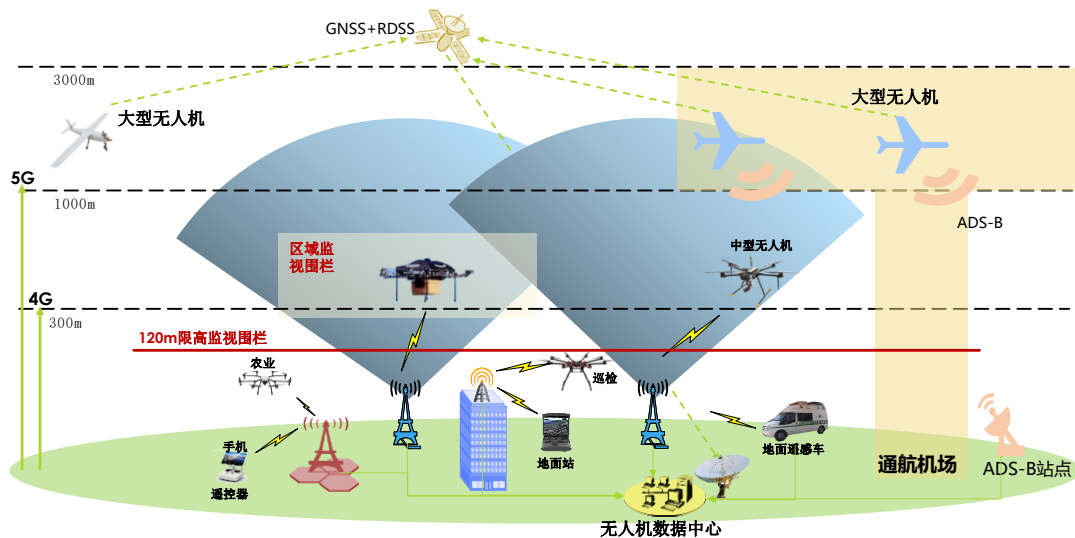 GNSS+RDSS
3000m
大型无人机
大型无人机
5G
1000m
ADS-B
区域监
视围栏
中型无人机
4G
300m
120m限高监视围栏
农业
巡检
手机
遥控器
地面站
地面遥感车
通航机场
ADS-B站点
无人机数据中心